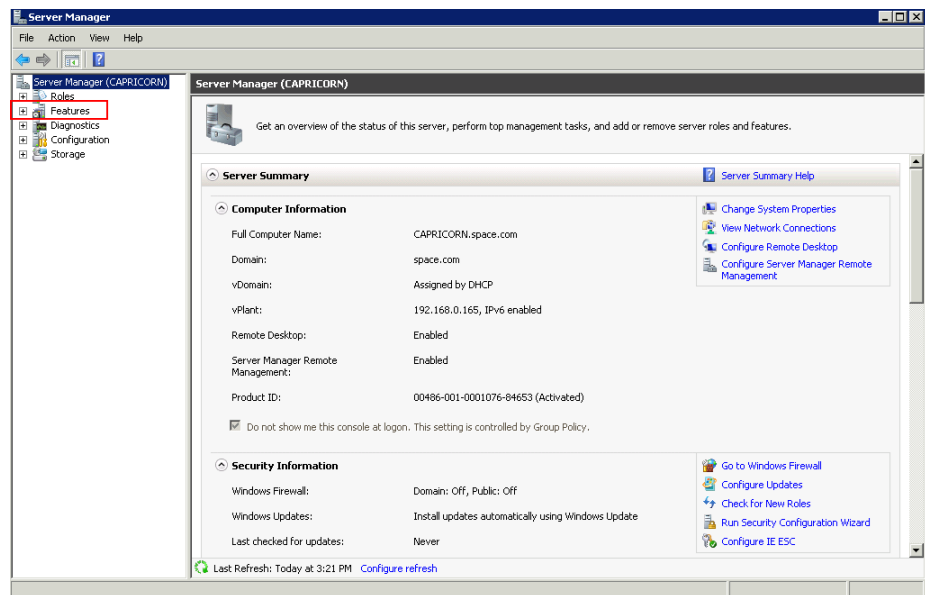 Server Manager
File Action View Help
Server Manager (CAPRICORN)
Roles
Features
Diagnostics
Configuration
Storage
Server Manager (CAPRICORN)
Get an overview of the status of this server, perform top management tasks, and add or remove server roles and features.
Server Summary
Server Summary Help
Computer Information
Full Computer Name: CAPRICORN.space.com
Domain: space.com
vDomain: Assigned by DHCP
vPlant: 192.168.0.165, IPv6 enabled
Remote Desktop: Enabled
Server Manager Remote
Management:
Enabled
Product ID: 00486-001-0001076-84653 (Activated)
Do not show me this console at logon. This setting is controlled by Group Policy.
Change System Properties
View Network Connections
Configure Remote Desktop
Configure Server Manager Remote
Management
Security Information
Windows Firewall: Domain: Off, Public: Off
Windows Updates: Install updates automatically using Windows Update
Last checked for updates: Never
Go to Windows Firewall
Configure Updates
Check for New Roles
Run Security Configuration Wizard
Configure IE ESC
Last Refresh: Today at 3:21 PM Configure refresh